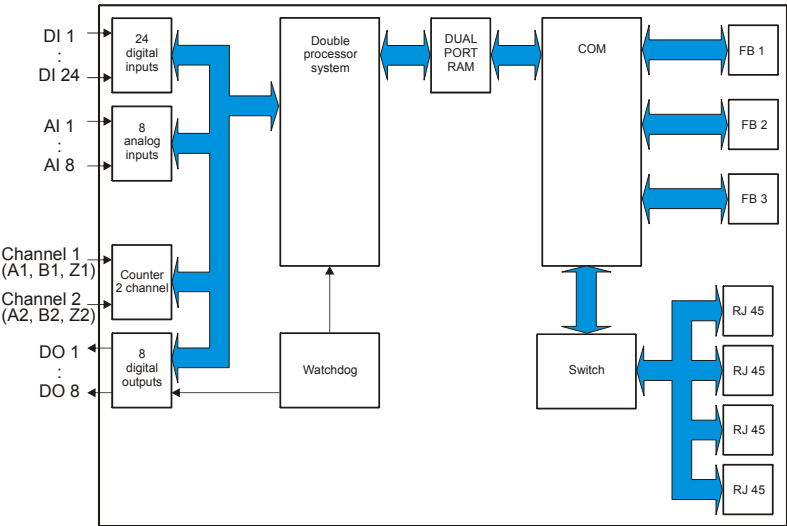 DI 1
:
DI 24
24
digital
inputs
AI 1
:
AI 8
8
analog
inputs
Channel 1
(A1, B1, Z1)
Channel 2
(A2, B2, Z2)
Counter
2 channel
DO 1
:
DO 8
8
digital
outputs
Double
processor
system
Watchdog
DUAL
PORT
RAM
COM
Switch
FB 1
FB 2
FB 3
RJ 45
RJ 45
RJ 45
RJ 45